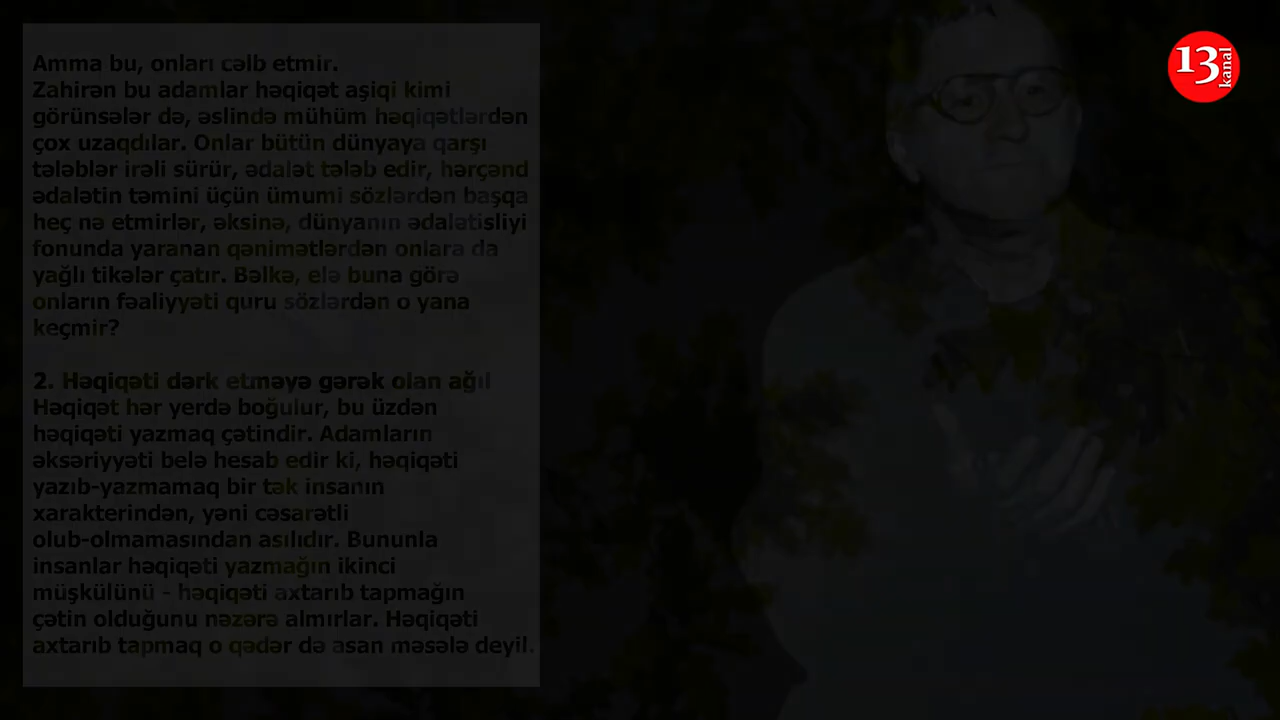 Amma bu, onları cəlb etmir.
Zahirən bu adamlar həqiqət aşiqi kimi
görünsələr də, əslində mühüm həqiqətlərdən
çox uzaqdılar. Onlar bütün dünyaya qarşı
tələblər irəli sürür, ədalət tələb edir, hərçənd
ədalətin təmini üçün ümumi sözlərdən başqa
heç nə etmirlər, əksinə, dünyanın ədalətisliyi
fonunda yaranan qənimətlərdən onlara da
yağlı tikələr çatır. Bəlkə, elə buna görə
onların fəaliyyəti quru sözlərdən o yana
keçmir?
2. Həqiqəti dərk etməyə gərək olan ağıl
Həqiqət hər yerdə boğulur, bu üzdən
həqiqəti yazmaq çətindir. Adamların
əksəriyyəti belə hesab edir ki, həqiqəti
yazıb-yazmamaq bir tək insanın
xarakterindən, yəni cəsarətli
olub-olmamasından asılıdır. Bununla
insanlar həqiqəti yazmağın ikinci
müşkülünü - həqiqəti axtarıb tapmağın
çətin olduğunu nəzərə almırlar. Həqiqəti
axtarıb tapmaq o qədər də asan məsələ deyil.
13 kanal